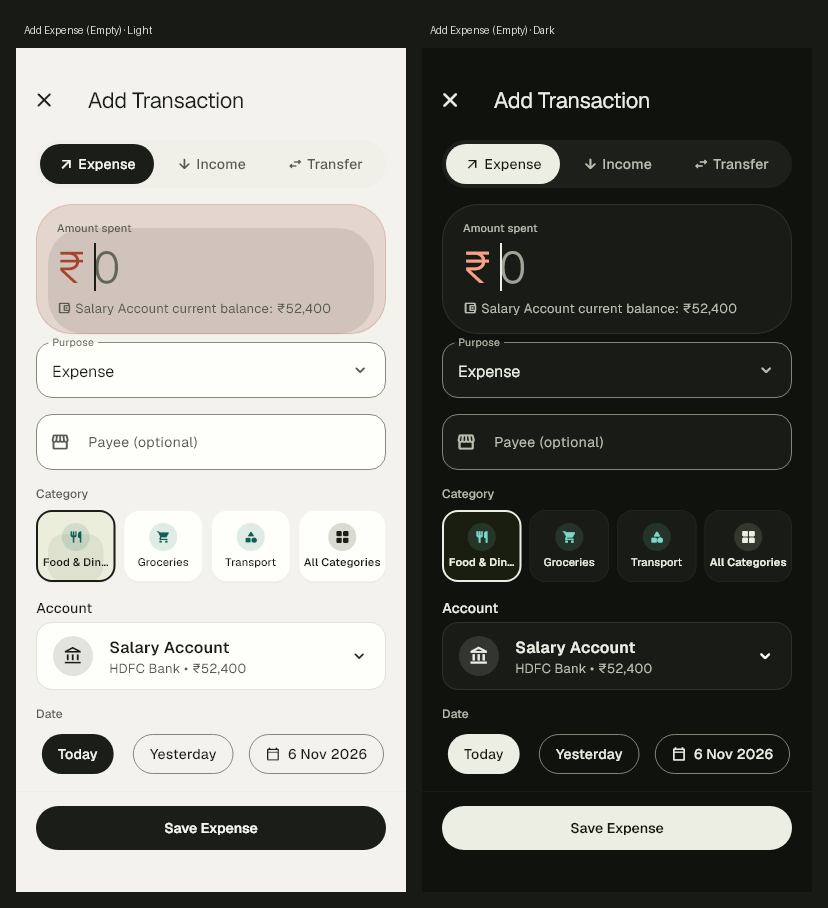 Add Expense (Empty) · Light
Add Transaction
Expense
Income
Transfer
Amount spent
₹ 0
Salary Account current balance: ₹52,400
Purpose
Expense
Payee (optional)
Category
Food & Din...
Groceries
Transport
All Categories
Account
Salary Account
HDFC Bank • ₹52,400
Date
Today
Yesterday
6 Nov 2026
Save Expense
Add Expense (Empty) · Dark
Add Transaction
Expense
Income
Transfer
Amount spent
₹ 0
Salary Account current balance: ₹52,400
Purpose
Expense
Payee (optional)
Category
Food & Din...
Groceries
Transport
All Categories
Account
Salary Account
HDFC Bank • ₹52,400
Date
Today
Yesterday
6 Nov 2026
Save Expense